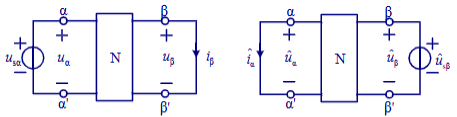 α β
+ + +
u_sα u_α N u_β i_β
− − −
α' β'
α β
+ + +
î_α û_α N û_β û_sβ
− − −
α' β'